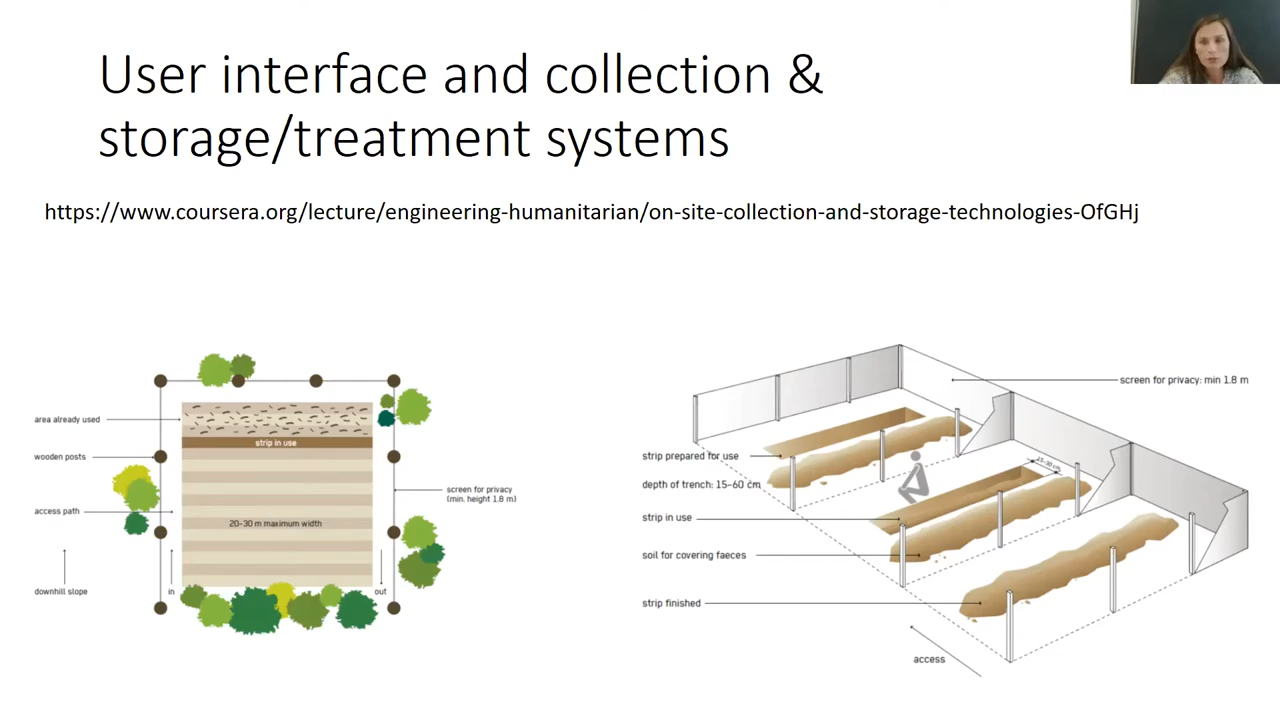 User interface and collection &
storage/treatment systems
https://www.coursera.org/lecture/engineering-humanitarian/on-site-collection-and-storage-technologies-OfGHj
area already used
strip in use
wooden posts
screen for privacy
(min. height 1.8 m)
access path
20–30 m maximum width
downhill slope
in
out
screen for privacy: min 1.8 m
strip prepared for use
15-30 cm
depth of trench: 15–60 cm
strip in use
soil for covering faeces
strip finished
access